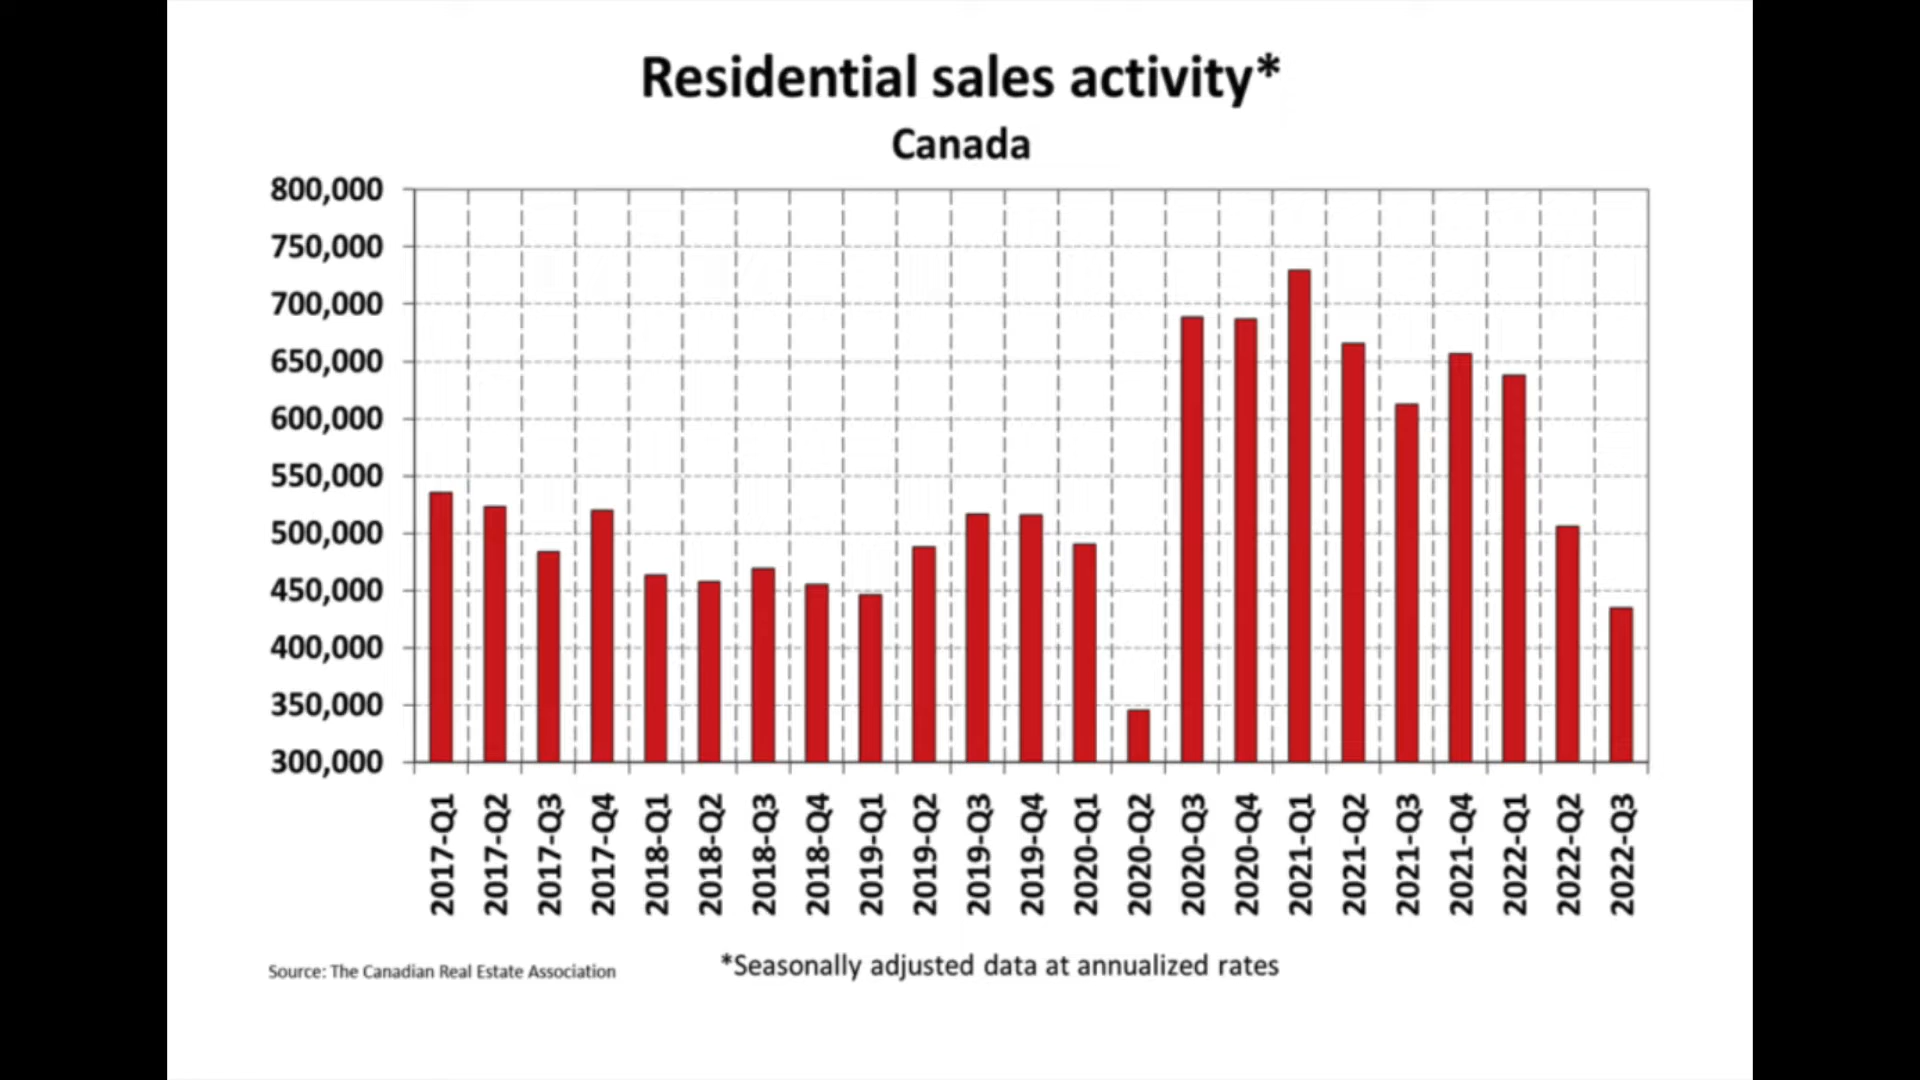 Residential sales activity*
Canada
800,000
750,000
700,000
650,000
600,000
550,000
500,000
450,000
400,000
350,000
300,000
2017-Q1
2017-Q2
2017-Q3
2017-Q4
2018-Q1
2018-Q2
2018-Q3
2018-Q4
2019-Q1
2019-Q2
2019-Q3
2019-Q4
2020-Q1
2020-Q2
2020-Q3
2020-Q4
2021-Q1
2021-Q2
2021-Q3
2021-Q4
2022-Q1
2022-Q2
2022-Q3
Source: The Canadian Real Estate Association
*Seasonally adjusted data at annualized rates